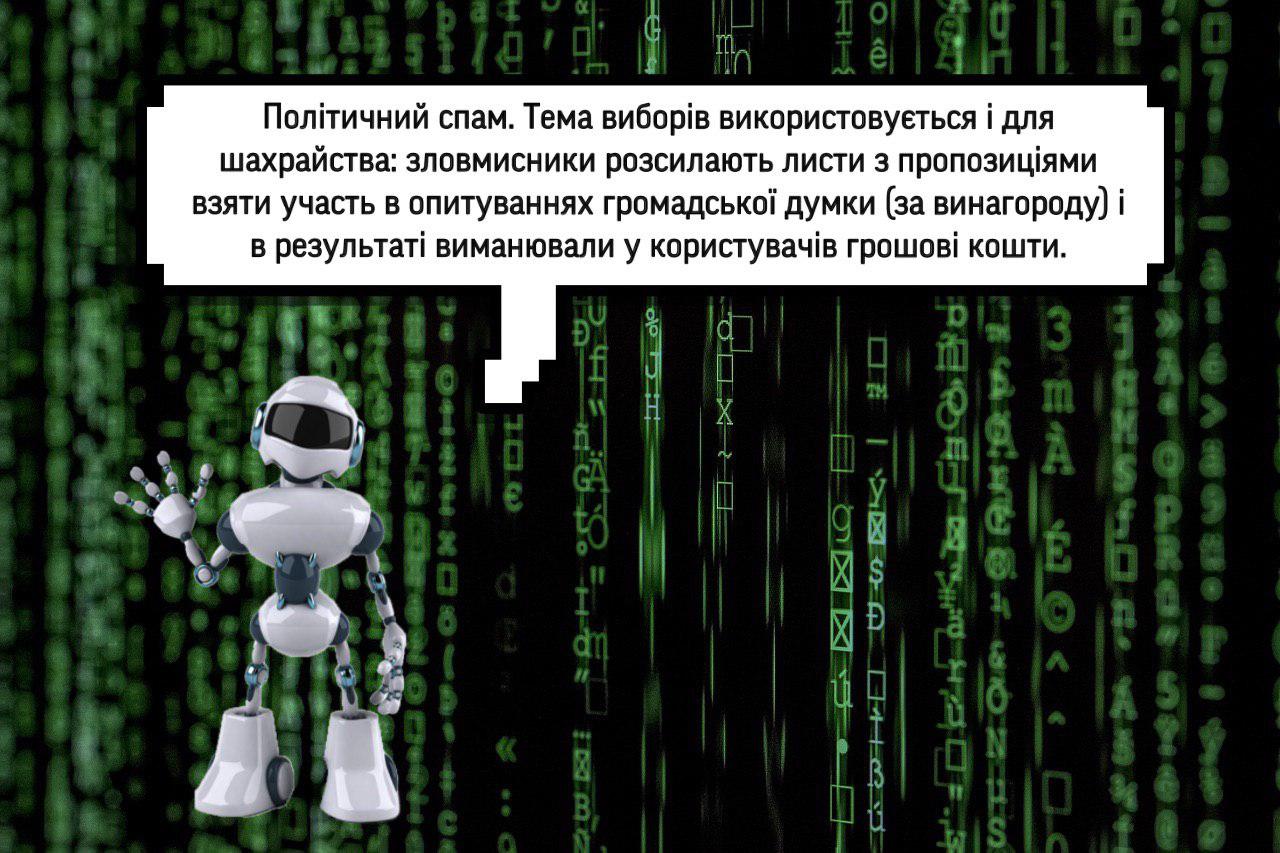 Політичний спам. Тема виборів використовується і для
шахрайства: зловмисники розсилають листи з пропозиціями
взяти участь в опитуваннях громадської думки (за винагороду) і
в результаті виманювали у користувачів грошові кошти.